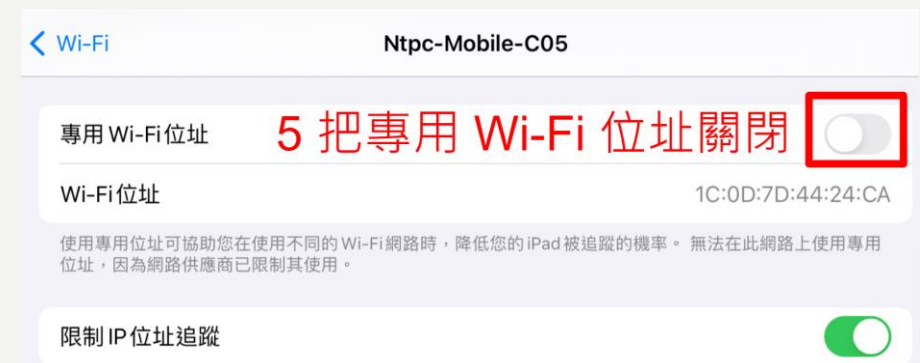 Wi-Fi
Ntpc-Mobile-C05
專用 Wi-Fi 位址
5 把專用 Wi-Fi 位址關閉
Wi-Fi 位址
1C:0D:7D:44:24:CA
使用專用位址可協助您在使用不同的 Wi-Fi 網路時，降低您的 iPad 被追蹤的機率。 無法在此網路上使用專用
位址，因為網路供應商已限制其使用。
限制 IP 位址追蹤